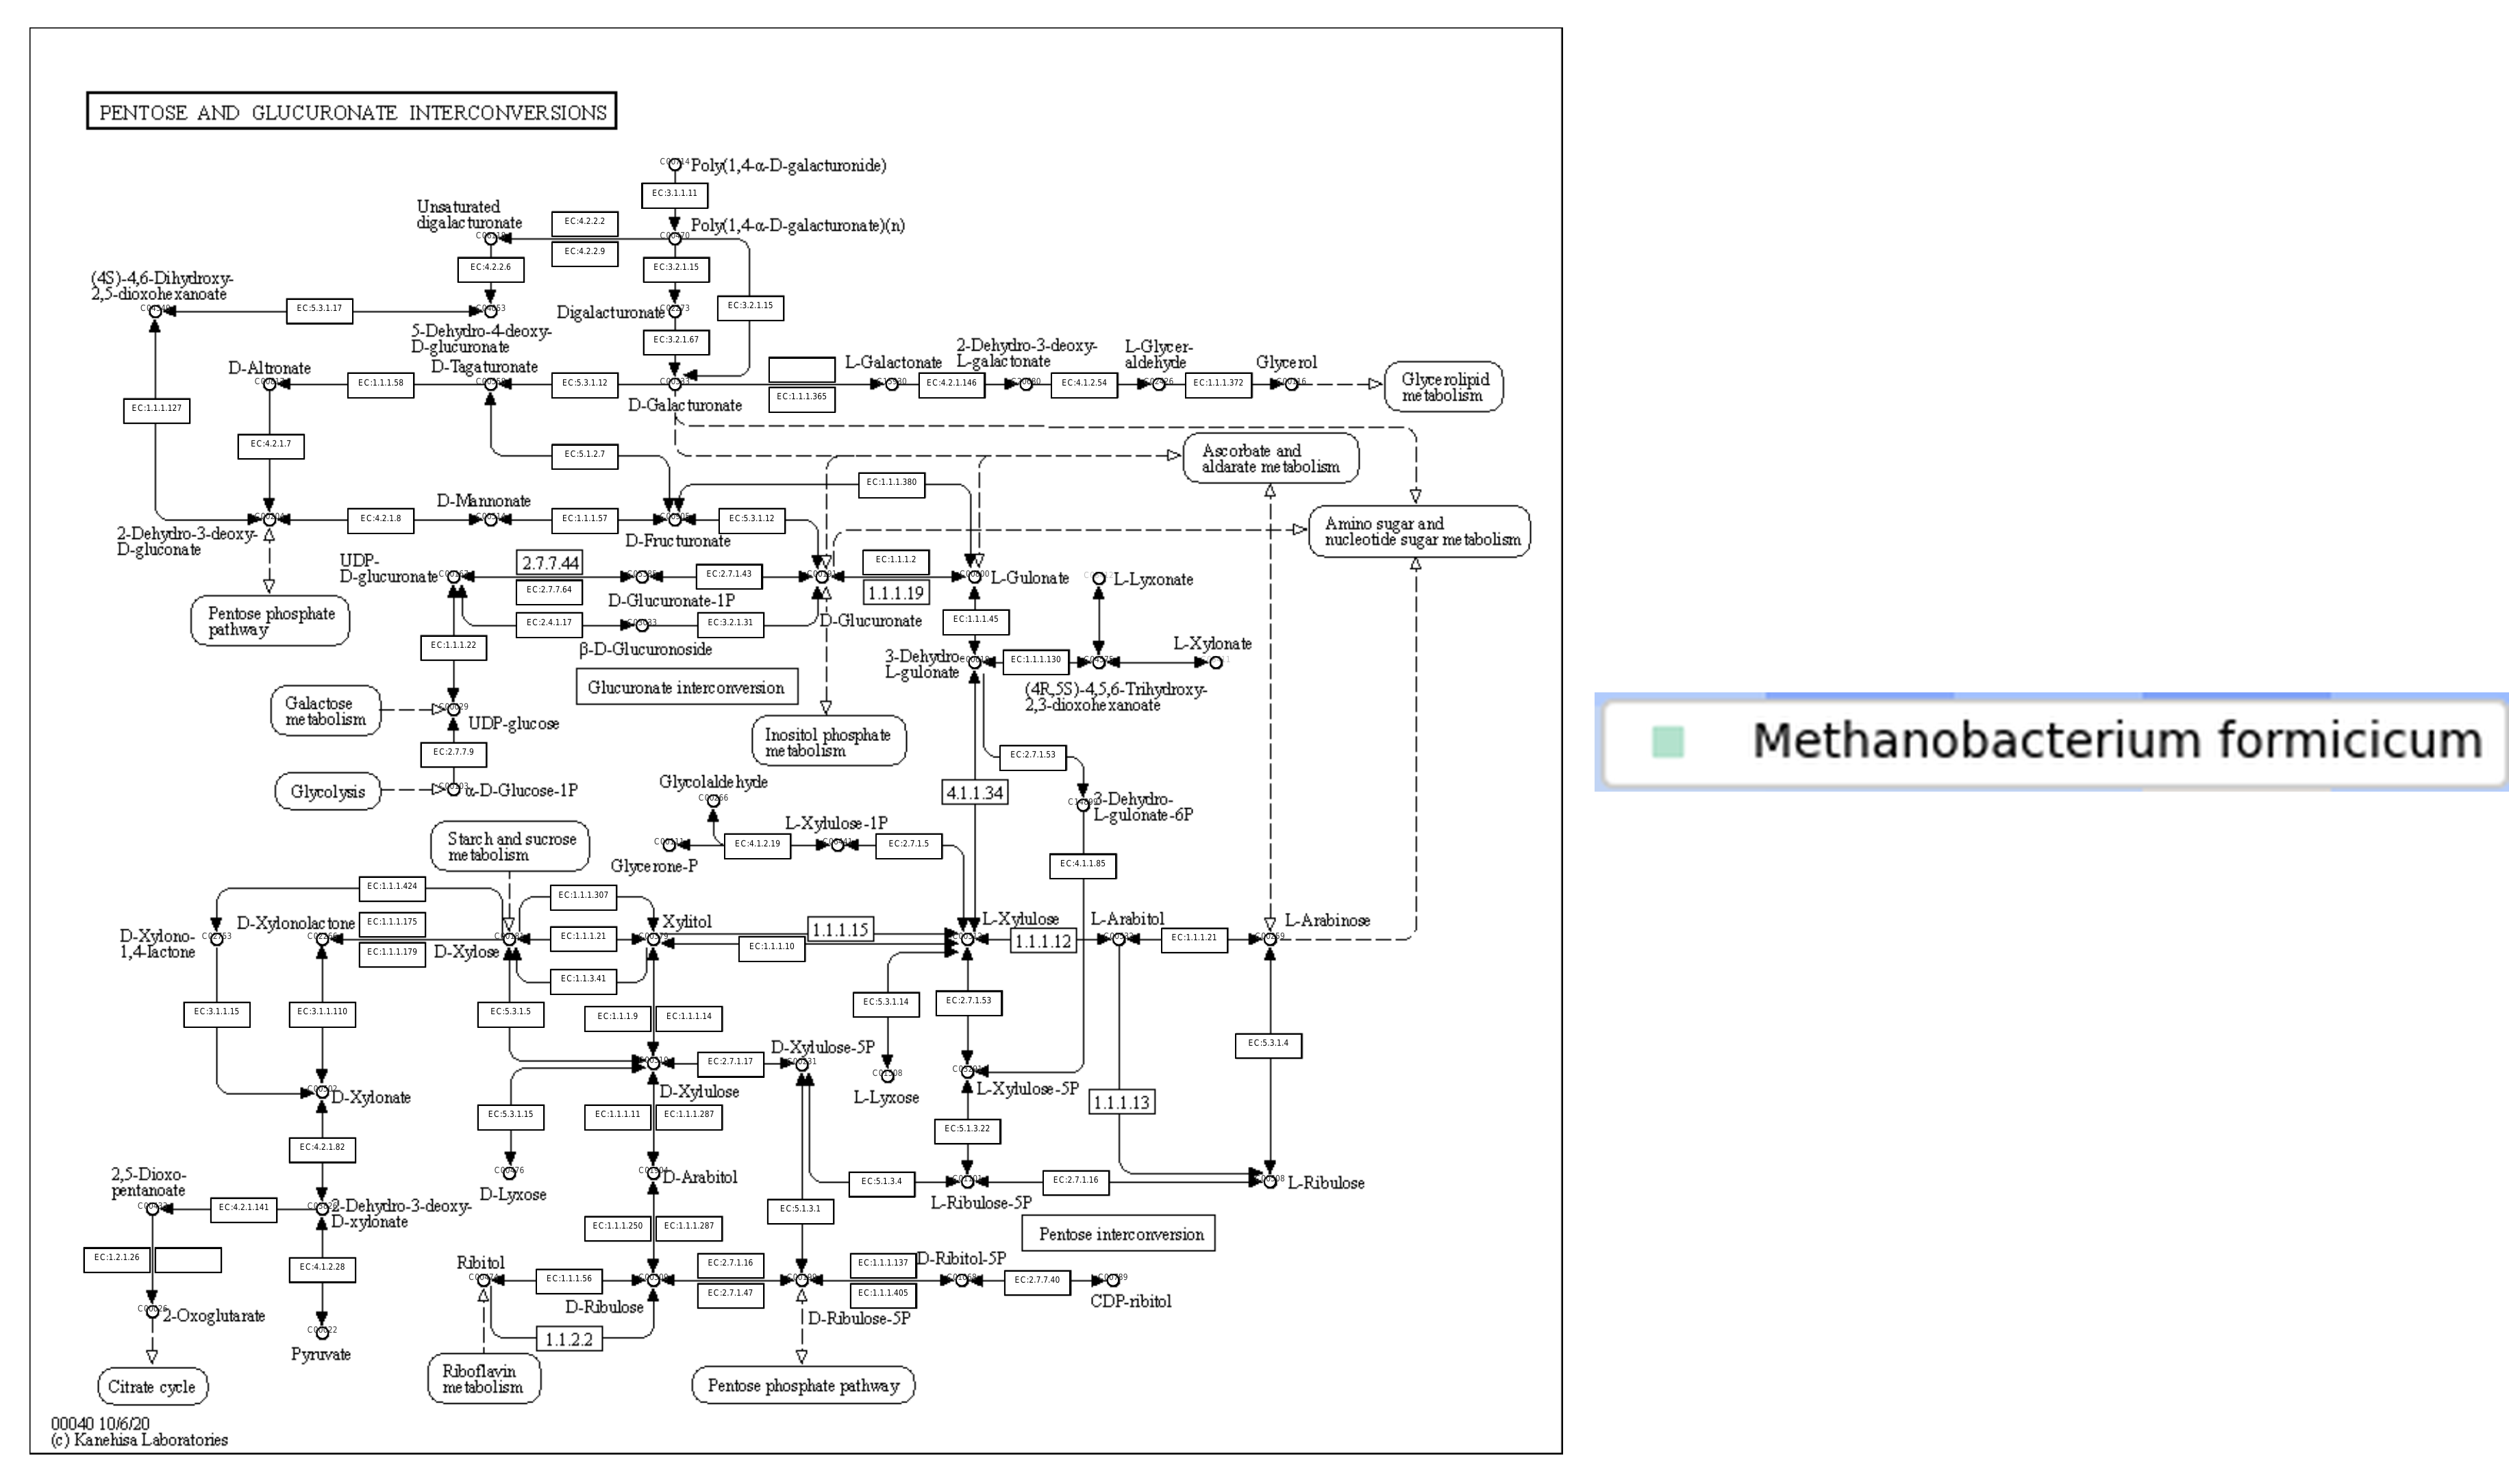 PENTOSE AND GLUCURONATE INTERCONVERSIONS
Poly(1,4-α-D-galacturonide)
EC:3.1.1.11
Unsaturated
digalacturonate
EC:4.2.2.2
Poly(1,4-α-D-galacturonate)(n)
EC:4.2.2.9
EC:4.2.2.6
EC:3.2.1.15
(4S)-4,6-Dihydroxy-
2,5-dioxohexanoate
EC:5.3.1.17
Digalacturonate
EC:3.2.1.15
5-Dehydro-4-deoxy-
D-glucuronate
EC:3.2.1.67
D-Altronate
D-Tagaturonate
L-Galactonate
2-Dehydro-3-deoxy-
L-galactonate
L-Glycer-
aldehyde
Glycerol
EC:1.1.1.58
EC:5.3.1.12
EC:1.1.1.365
EC:4.2.1.146
EC:4.1.2.54
EC:1.1.1.372
Glycerolipid
metabolism
D-Galacturonate
EC:1.1.1.127
EC:4.2.1.7
EC:5.1.2.7
Ascorbate and
aldarate metabolism
EC:1.1.1.380
D-Mannonate
EC:4.2.1.8
EC:1.1.1.57
EC:5.3.1.12
Amino sugar and
nucleotide sugar metabolism
2-Dehydro-3-deoxy-
D-gluconate
D-Fructuronate
UDP-
D-glucuronate
2.7.7.44
EC:2.7.7.64
EC:2.7.1.43
EC:1.1.1.2
1.1.1.19
L-Gulonate
L-Lyxonate
D-Glucuronate-1P
Pentose phosphate
pathway
EC:2.4.1.17
EC:3.2.1.31
D-Glucuronate
EC:1.1.1.45
EC:1.1.1.22
β-D-Glucuronoside
L-Xylonate
3-Dehydro-
L-gulonate
EC:1.1.1.130
Glucuronate interconversion
(4R,5S)-4,5,6-Trihydroxy-
2,3-dioxohexanoate
Galactose
metabolism
UDP-glucose
Inositol phosphate
metabolism
Methanobacterium formicicum
EC:2.7.7.9
EC:2.7.1.53
Glycolysis
α-D-Glucose-1P
Glycolaldehyde
C00266
4.1.1.34
3-Dehydro-
L-gulonate-6P
Starch and sucrose
metabolism
L-Xylulose-1P
EC:4.1.2.19
EC:2.7.1.5
Glycerone-P
EC:4.1.1.85
EC:1.1.1.424
EC:1.1.1.307
D-Xylonolactone
EC:1.1.1.175
Xylitol
1.1.1.15
L-Xylulose
L-Arabitol
L-Arabinose
D-Xylono-
1,4-lactone
EC:1.1.1.179
D-Xylose
EC:1.1.1.21
EC:1.1.1.10
1.1.1.12
EC:1.1.1.21
EC:1.1.3.41
EC:3.1.1.15
EC:3.1.1.110
EC:5.3.1.5
EC:1.1.1.9
EC:1.1.1.14
EC:5.3.1.14
EC:2.7.1.53
EC:5.3.1.4
D-Xylulose-5P
EC:2.7.1.17
D-Xylulose
L-Lyxose
L-Xylulose-5P
D-Xylonate
1.1.1.13
EC:5.3.1.15
EC:1.1.1.11
EC:1.1.1.287
EC:5.1.3.22
EC:4.2.1.82
2,5-Dioxo-
pentanoate
C00476
D-Lyxose
D-Arabitol
EC:5.3.1.4
EC:2.7.1.16
L-Ribulose
L-Ribulose-5P
EC:4.2.1.141
2-Dehydro-3-deoxy-
D-xylonate
EC:5.1.3.1
EC:1.1.1.250
EC:1.1.1.287
Pentose interconversion
EC:1.2.1.26
EC:4.1.2.28
Ribitol
EC:1.1.1.56
EC:2.7.1.16
EC:2.7.1.47
EC:1.1.1.137
EC:1.1.1.405
D-Ribitol-5P
EC:2.7.7.40
CDP-ribitol
D-Ribulose
D-Ribulose-5P
2-Oxoglutarate
1.1.2.2
Pyruvate
Citrate cycle
Riboflavin
metabolism
Pentose phosphate pathway
00040 10/6/20
(c) Kanehisa Laboratories